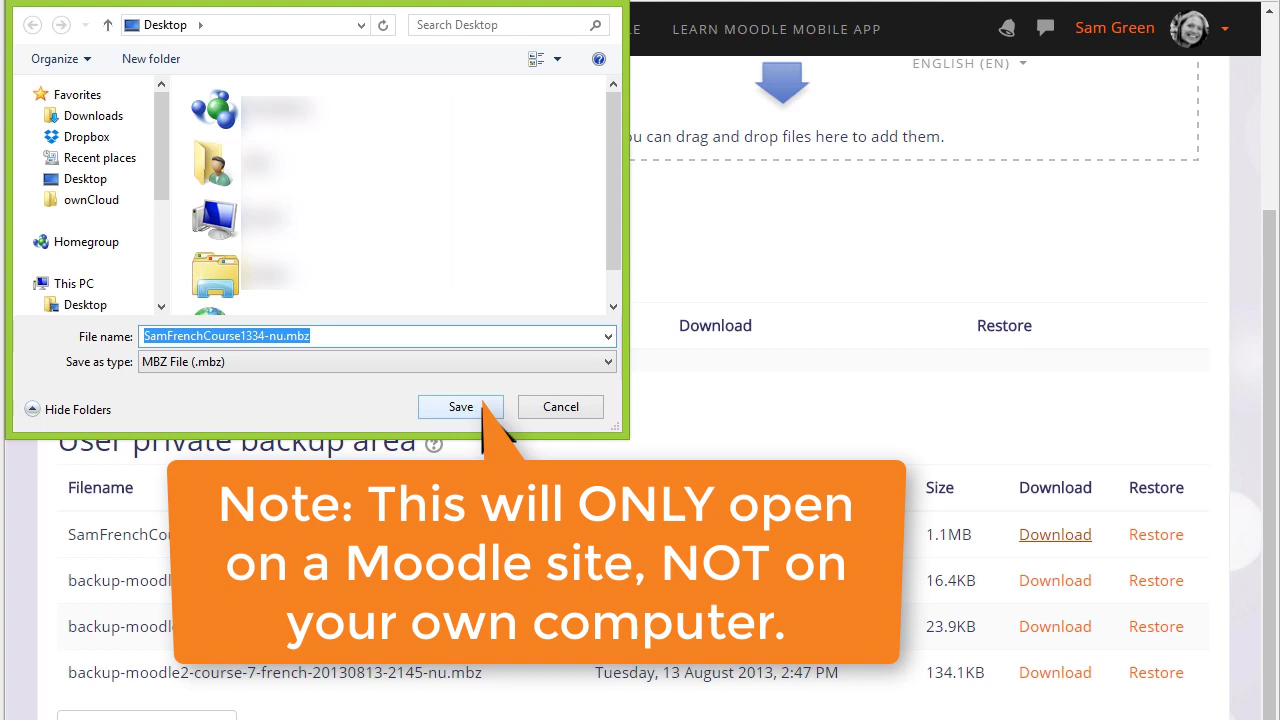 Desktop
Search Desktop
LE LEARN MOODLE MOBILE APP
Sam Green
Organize
New folder
ENGLISH (EN)
Favorites
Downloads
Dropbox
Recent places
Desktop
ownCloud
Homegroup
This PC
Desktop
can drag and drop files here to add them.
File name: SamFrenchCourse1334-nu.mbz
Save as type: MBZ File (.mbz)
Save
Cancel
Hide Folders
Download Restore
User private backup area
Filename Size Download Restore
SamFrenchCou 1.1MB Download Restore
backup-moodl 16.4KB Download Restore
backup-moodl 23.9KB Download Restore
backup-moodle2-course-7-french-20130813-2145-nu.mbz Tuesday, 13 August 2013, 2:47 PM 134.1KB Download Restore
Note: This will ONLY open
on a Moodle site, NOT on
your own computer.